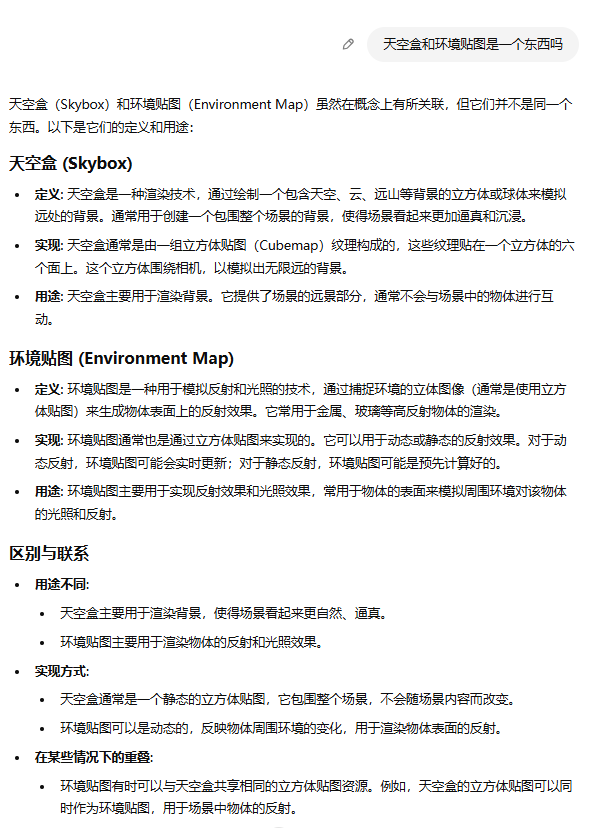 天空盒和环境贴图是一个东西吗
天空盒（Skybox）和环境贴图（Environment Map）虽然在概念上有所关联，但它们并不是同一个
东西。以下是它们的定义和用途：
天空盒 (Skybox)
• 定义: 天空盒是一种渲染技术，通过绘制一个包含天空、云、远山等背景的立方体或球体来模拟
远处的背景。通常用于创建一个包围整个场景的背景，使得场景看起来更加逼真和沉浸。
• 实现: 天空盒通常是由一组立方体贴图（Cubemap）纹理构成的，这些纹理贴在一个立方体的六
个面上。这个立方体围绕相机，以模拟出无限远的背景。
• 用途: 天空盒主要用于渲染背景。它提供了场景的远景部分，通常不会与场景中的物体进行互
动。
环境贴图 (Environment Map)
• 定义: 环境贴图是一种用于模拟反射和光照的技术，通过捕捉环境的立体图像（通常是使用立方
体贴图）来生成物体表面上的反射效果。它常用于金属、玻璃等高反射物体的渲染。
• 实现: 环境贴图通常也是通过立方体贴图来实现的。它可以用于动态或静态的反射效果。对于动
态反射，环境贴图可能会实时更新；对于静态反射，环境贴图可能是预先计算好的。
• 用途: 环境贴图主要用于实现反射效果和光照效果，常用于物体的表面来模拟周围环境对该物体
的光照和反射。
区别与联系
• 用途不同:
• 天空盒主要用于渲染背景，使得场景看起来更自然、逼真。
• 环境贴图主要用于渲染物体的反射和光照效果。
• 实现方式:
• 天空盒通常是一个静态的立方体贴图，它包围整个场景，不会随场景内容而改变。
• 环境贴图可以是动态的，反映物体周围环境的变化，用于渲染物体表面的反射。
• 在某些情况下的重叠:
• 环境贴图有时可以与天空盒共享相同的立方体贴图资源。例如，天空盒的立方体贴图可以同
时作为环境贴图，用于场景中物体的反射。